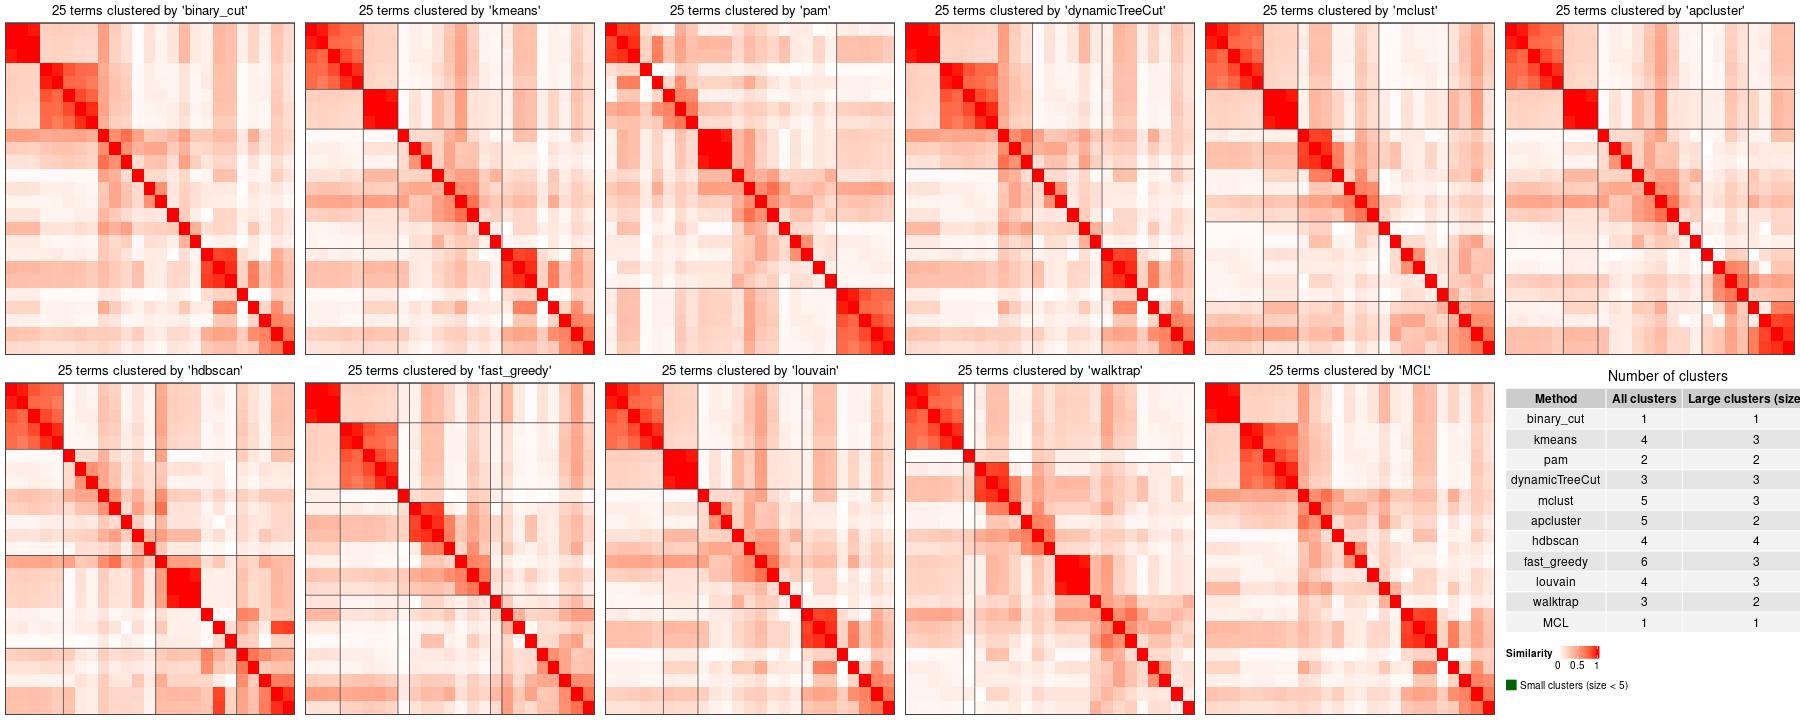 25 terms clustered by 'binary_cut'
25 terms clustered by 'kmeans'
25 terms clustered by 'pam'
25 terms clustered by 'dynamicTreeCut'
25 terms clustered by 'mclust'
25 terms clustered by 'apcluster'
25 terms clustered by 'hdbscan'
25 terms clustered by 'fast_greedy'
25 terms clustered by 'louvain'
25 terms clustered by 'walktrap'
25 terms clustered by 'MCL'
Number of clusters
Method All clusters Large clusters (size
binary_cut 1 1
kmeans 4 3
pam 2 2
dynamicTreeCut 3 3
mclust 5 3
apcluster 5 2
hdbscan 4 4
fast_greedy 6 3
louvain 4 3
walktrap 3 2
MCL 1 1
Similarity
0 0.5 1
Small clusters (size < 5)